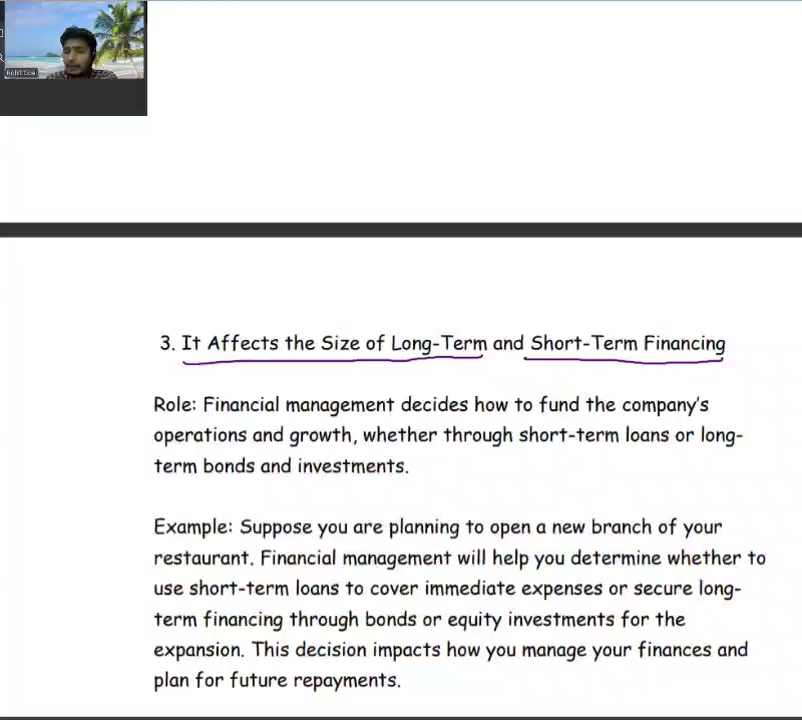 3. It Affects the Size of Long-Term and Short-Term Financing
Role: Financial management decides how to fund the company's
operations and growth, whether through short-term loans or long-
term bonds and investments.
Example: Suppose you are planning to open a new branch of your
restaurant. Financial management will help you determine whether to
use short-term loans to cover immediate expenses or secure long-
term financing through bonds or equity investments for the
expansion. This decision impacts how you manage your finances and
plan for future repayments.